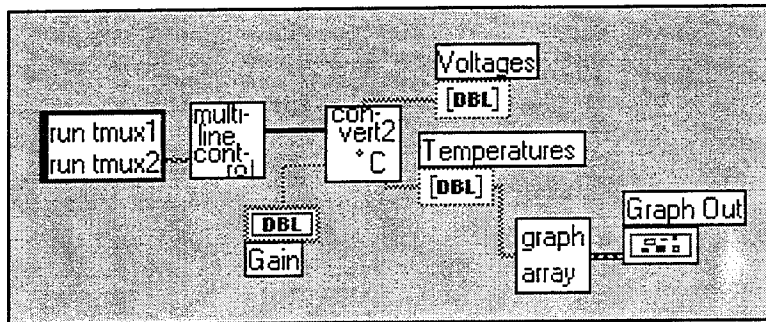 Voltages
[DBL]
run tmux1
run tmux2
multi-
line
cont-
rol
con-
vert2
°C
Temperatures
[DBL]
DBL
Gain
graph
array
Graph Out